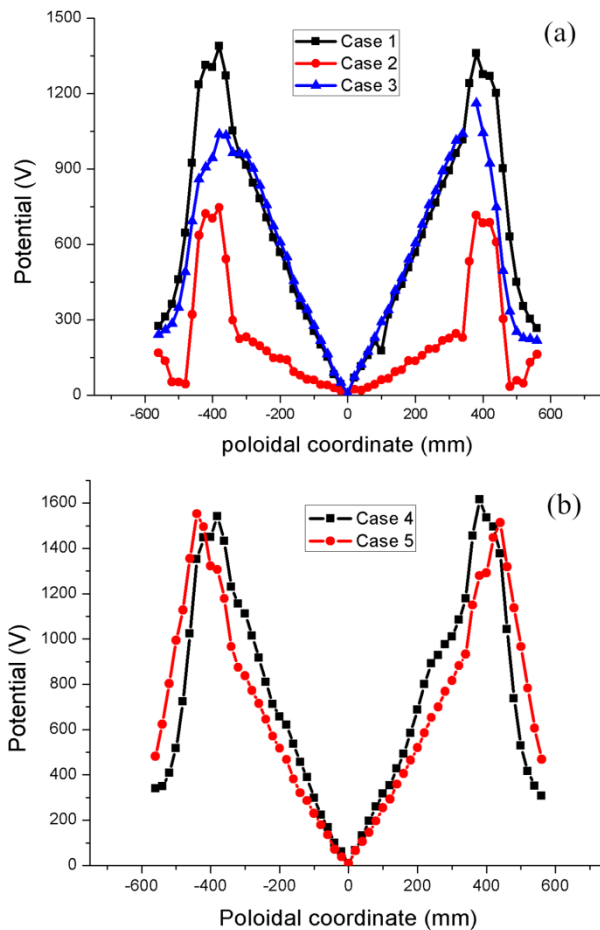 (a)
Case 1
Case 2
Case 3
1500
1200
900
600
300
0
Potential (V)
-600 -400 -200 0 200 400 600
poloidal coordinate (mm)
(b)
Case 4
Case 5
1600
1400
1200
1000
800
600
400
200
0
Potential (V)
-600 -400 -200 0 200 400 600
Poloidal coordinate (mm)